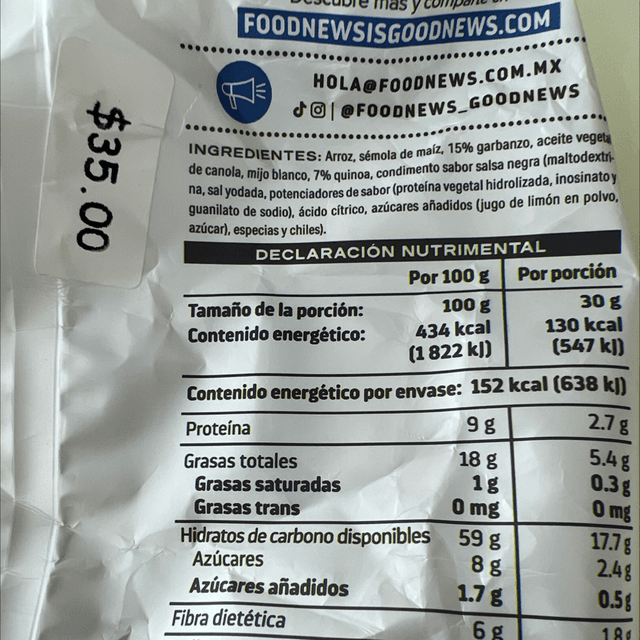 Descubre más y
FOODNEWSISGOODNEWS.COM
HOLA@FOODNEWS.COM.MX
| @FOODNEWS_GOODNEWS
$35.00
INGREDIENTES: Arroz, sémola de maíz, 15% garbanzo, aceite vegetal
de canola, mijo blanco, 7% quinoa, condimento sabor salsa negra (maltodextri-
na, sal yodada, potenciadores de sabor (proteína vegetal hidrolizada, inosinato y
guanilato de sodio), ácido cítrico, azúcares añadidos (jugo de limón en polvo,
azúcar), especias y chiles).
DECLARACIÓN NUTRIMENTAL
Por 100 g Por porción
Tamaño de la porción: 100 g 30 g
Contenido energético: 434 kcal 130 kcal
(1 822 kJ) (547 kJ)
Contenido energético por envase: 152 kcal (638 kJ)
Proteína 9 g 2.7 g
Grasas totales 18 g 5.4 g
Grasas saturadas 1 g 0.3 g
Grasas trans 0 mg 0 mg
Hidratos de carbono disponibles 59 g 17.7 g
Azúcares 8 g 2.4 g
Azúcares añadidos 1.7 g 0.5 g
Fibra dietética 6 g 1.8 g